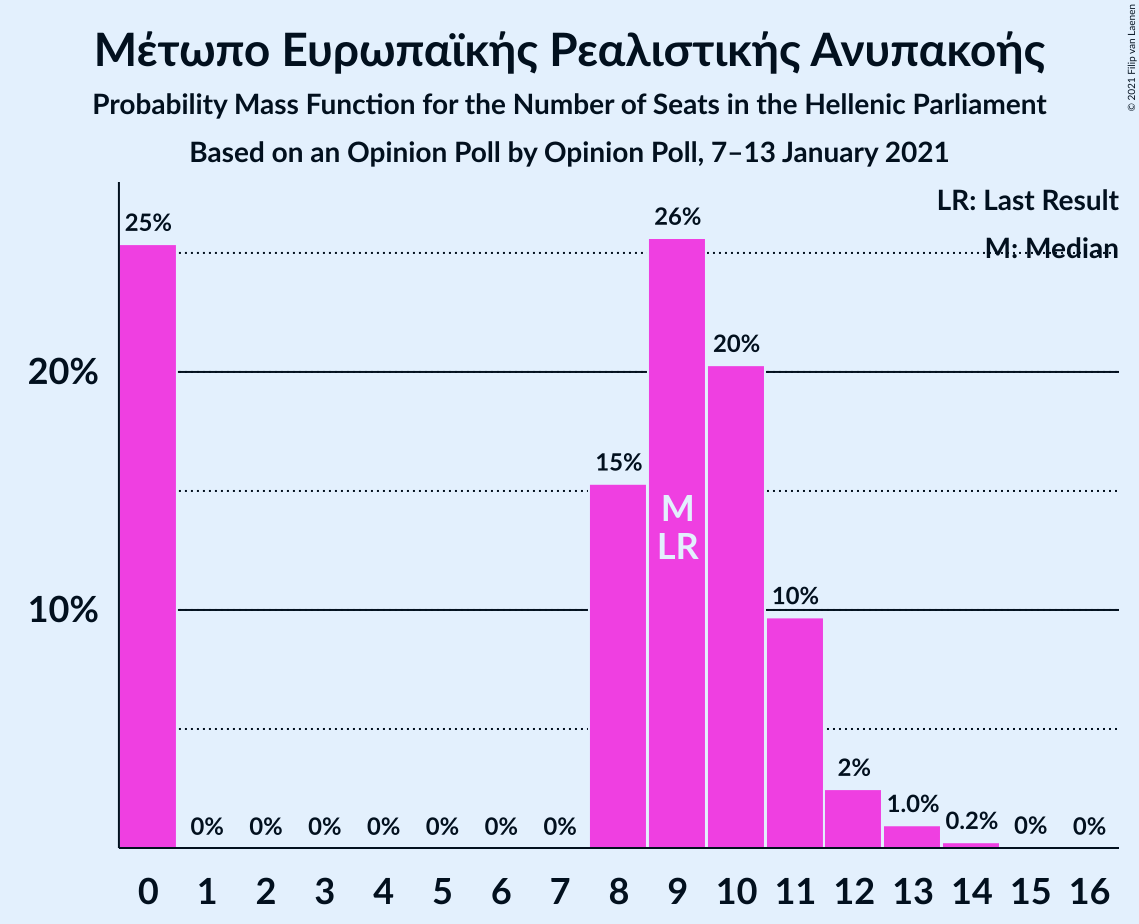 Μέτωπο Ευρωπαϊκής Ρεαλιστικής Ανυπακοής
Probability Mass Function for the Number of Seats in the Hellenic Parliament
Based on an Opinion Poll by Opinion Poll, 7–13 January 2021
© 2021 Filip van Laenen
LR: Last Result
M: Median
25%
26%
20%
15%
10%
2%
1.0%
0.2%
0%
0%
0%
0%
0%
0%
0%
0%
0%
20%
10%
M
LR
0 1 2 3 4 5 6 7 8 9 10 11 12 13 14 15 16